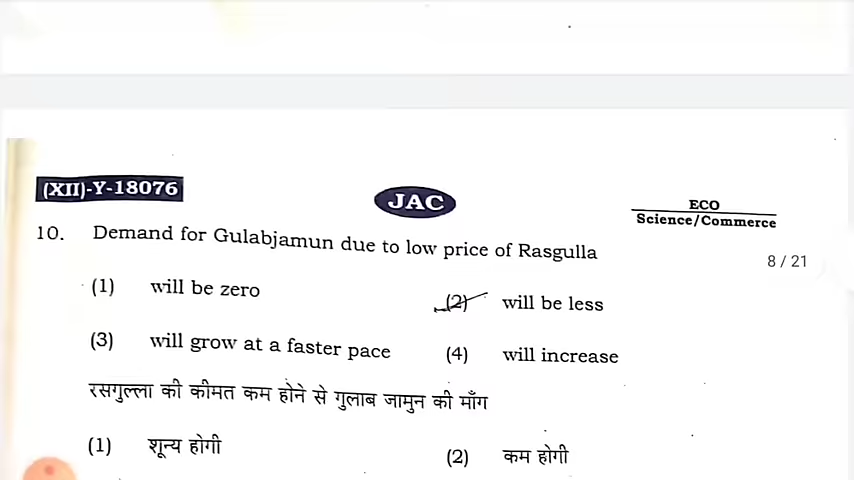 (XII)-Y-18076
JAC
ECO
Science/Commerce
8 / 21
10. Demand for Gulabjamun due to low price of Rasgulla
(1) will be zero
(2) will be less
(3) will grow at a faster pace
(4) will increase
रसगुल्ला की कीमत कम होने से गुलाब जामुन की माँग
(1) शून्य होगी
(2) कम होगी